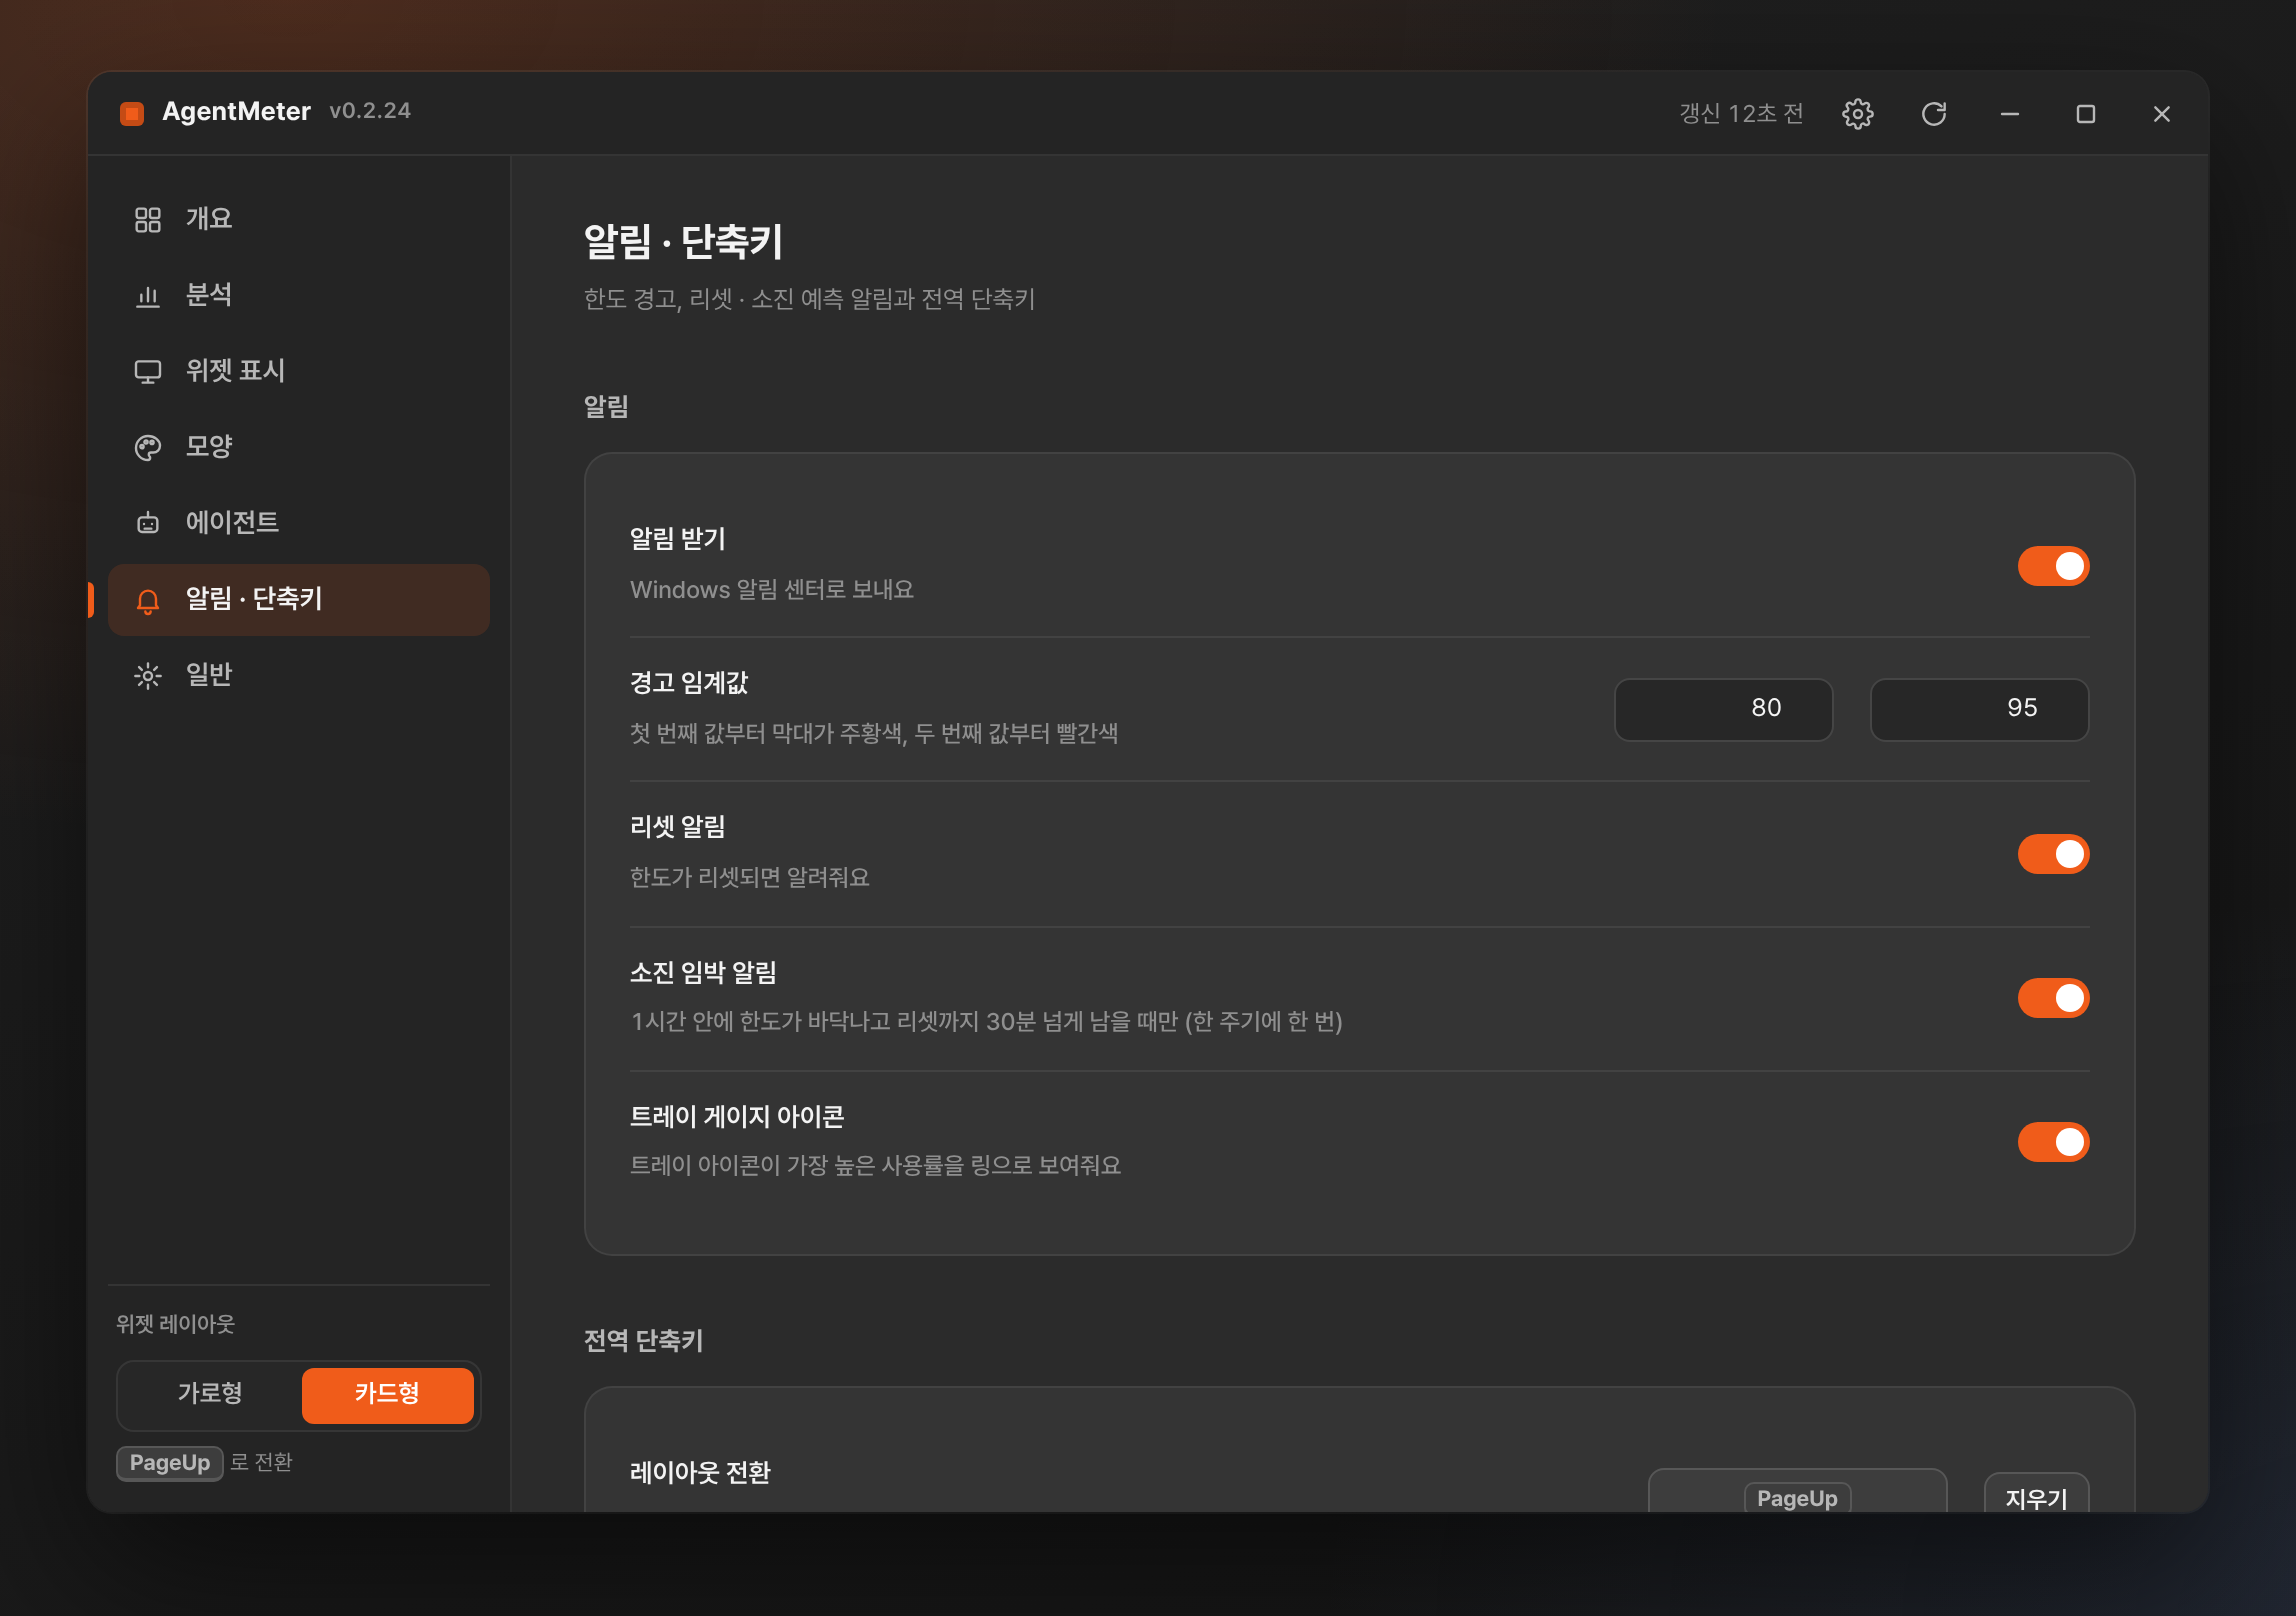 AgentMeter v0.2.24
갱신 12초 전
개요
분석
위젯 표시
모양
에이전트
알림 · 단축키
일반
위젯 레이아웃
가로형 카드형
PageUp 로 전환
알림 · 단축키
한도 경고, 리셋 · 소진 예측 알림과 전역 단축키
알림
알림 받기
Windows 알림 센터로 보내요
경고 임계값
첫 번째 값부터 막대가 주황색, 두 번째 값부터 빨간색
80 95
리셋 알림
한도가 리셋되면 알려줘요
소진 임박 알림
1시간 안에 한도가 바닥나고 리셋까지 30분 넘게 남을 때만 (한 주기에 한 번)
트레이 게이지 아이콘
트레이 아이콘이 가장 높은 사용률을 링으로 보여줘요
전역 단축키
레이아웃 전환
PageUp 지우기